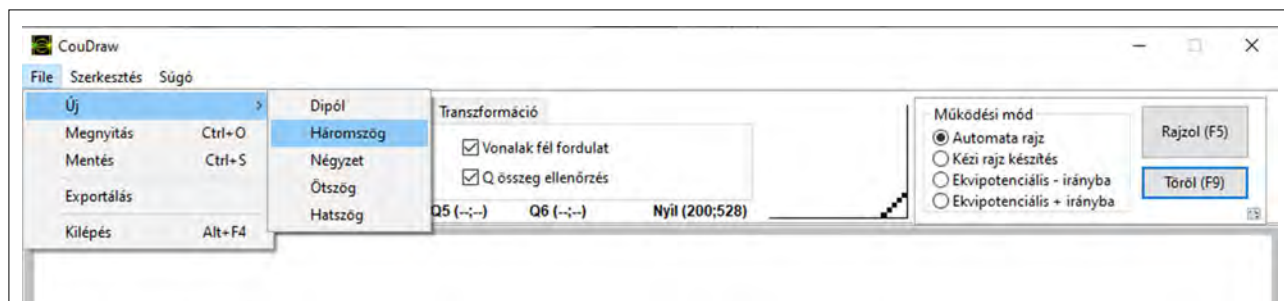 CouDraw
File Szerkesztés Súgó
Új >
Megnyitás Ctrl+O
Mentés Ctrl+S
Exportálás
Kilépés Alt+F4
Dipól
Háromszög
Négyzet
Ötszög
Hatszög
Transzformáció
Vonalak fél fordulat
Q összeg ellenőrzés
Q5 (--;--) Q6 (--;--) Nyíl (200;528)
Működési mód
Automata rajz
Kézi rajz készítés
Ekvipotenciális - irányba
Ekvipotenciális + irányba
Rajzol (F5)
Töröl (F9)